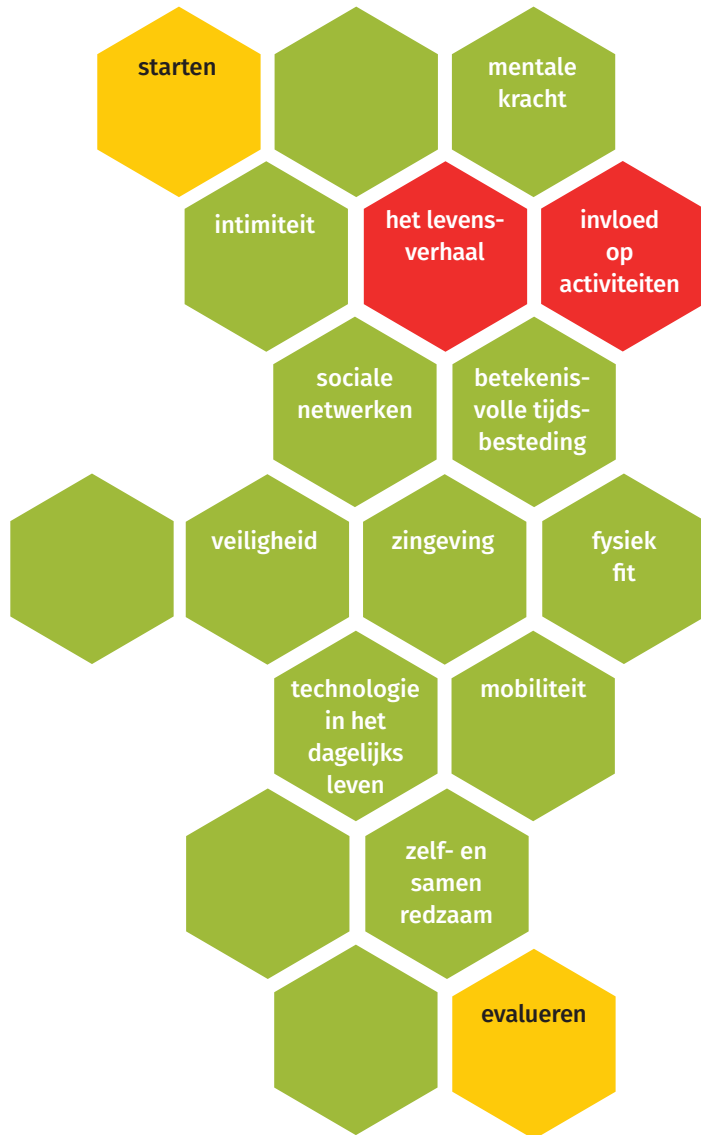 starten
mentale
kracht
intimiteit
het levens-
verhaal
invloed
op
activiteiten
sociale
netwerken
betekenis-
volle tijds-
besteding
veiligheid
zingeving
fysiek
fit
technologie
in het
dagelijks
leven
mobiliteit
zelf- en
samen
redzaam
evalueren